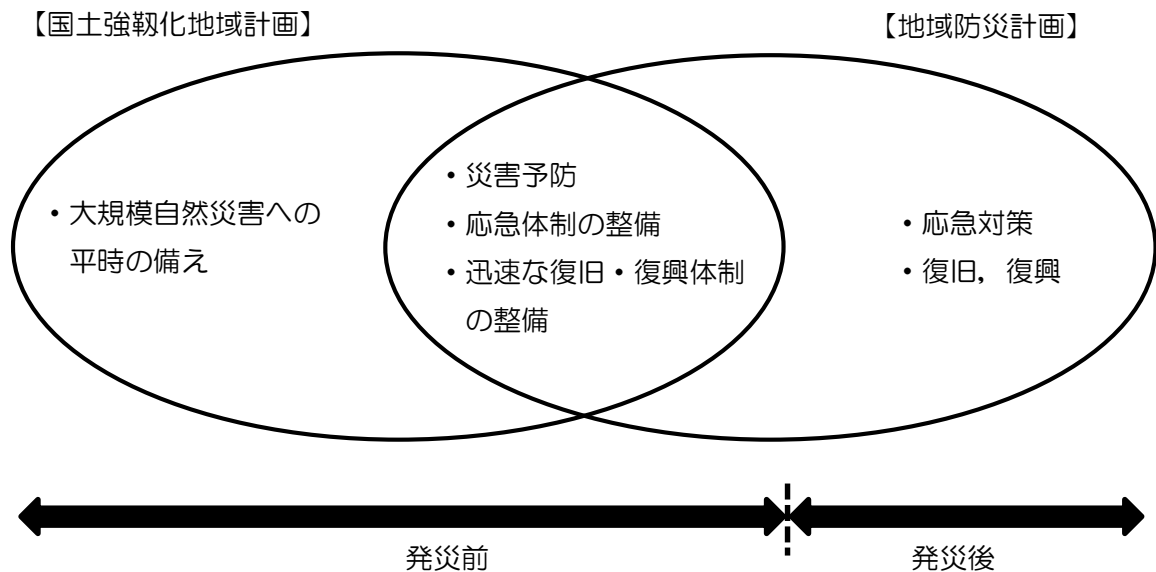 【国土強靱化地域計画】
【地域防災計画】
・大規模自然災害への
平時の備え
・災害予防
・応急体制の整備
・迅速な復旧・復興体制
の整備
・応急対策
・復旧，復興
発災前
発災後